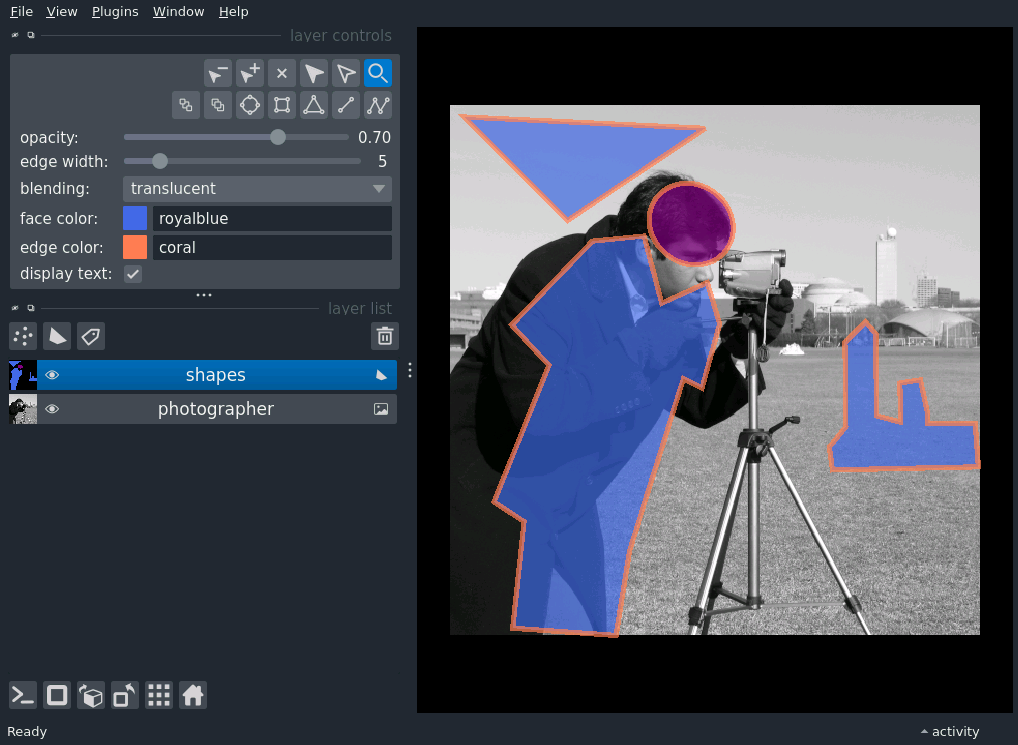 File View Plugins Window Help
layer controls
opacity: 0.70
edge width: 5
blending: translucent
face color: royalblue
edge color: coral
display text:
layer list
shapes
photographer
Ready
activity